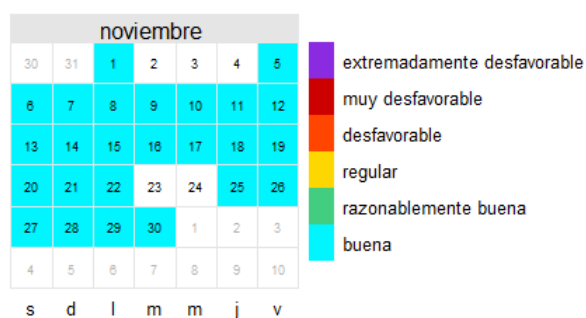 noviembre
30 31 1 2 3 4 5
6 7 8 9 10 11 12
13 14 15 16 17 18 19
20 21 22 23 24 25 26
27 28 29 30 1 2 3
4 5 6 7 8 9 10
s d l m m j v
extremadamente desfavorable
muy desfavorable
desfavorable
regular
razonablemente buena
buena